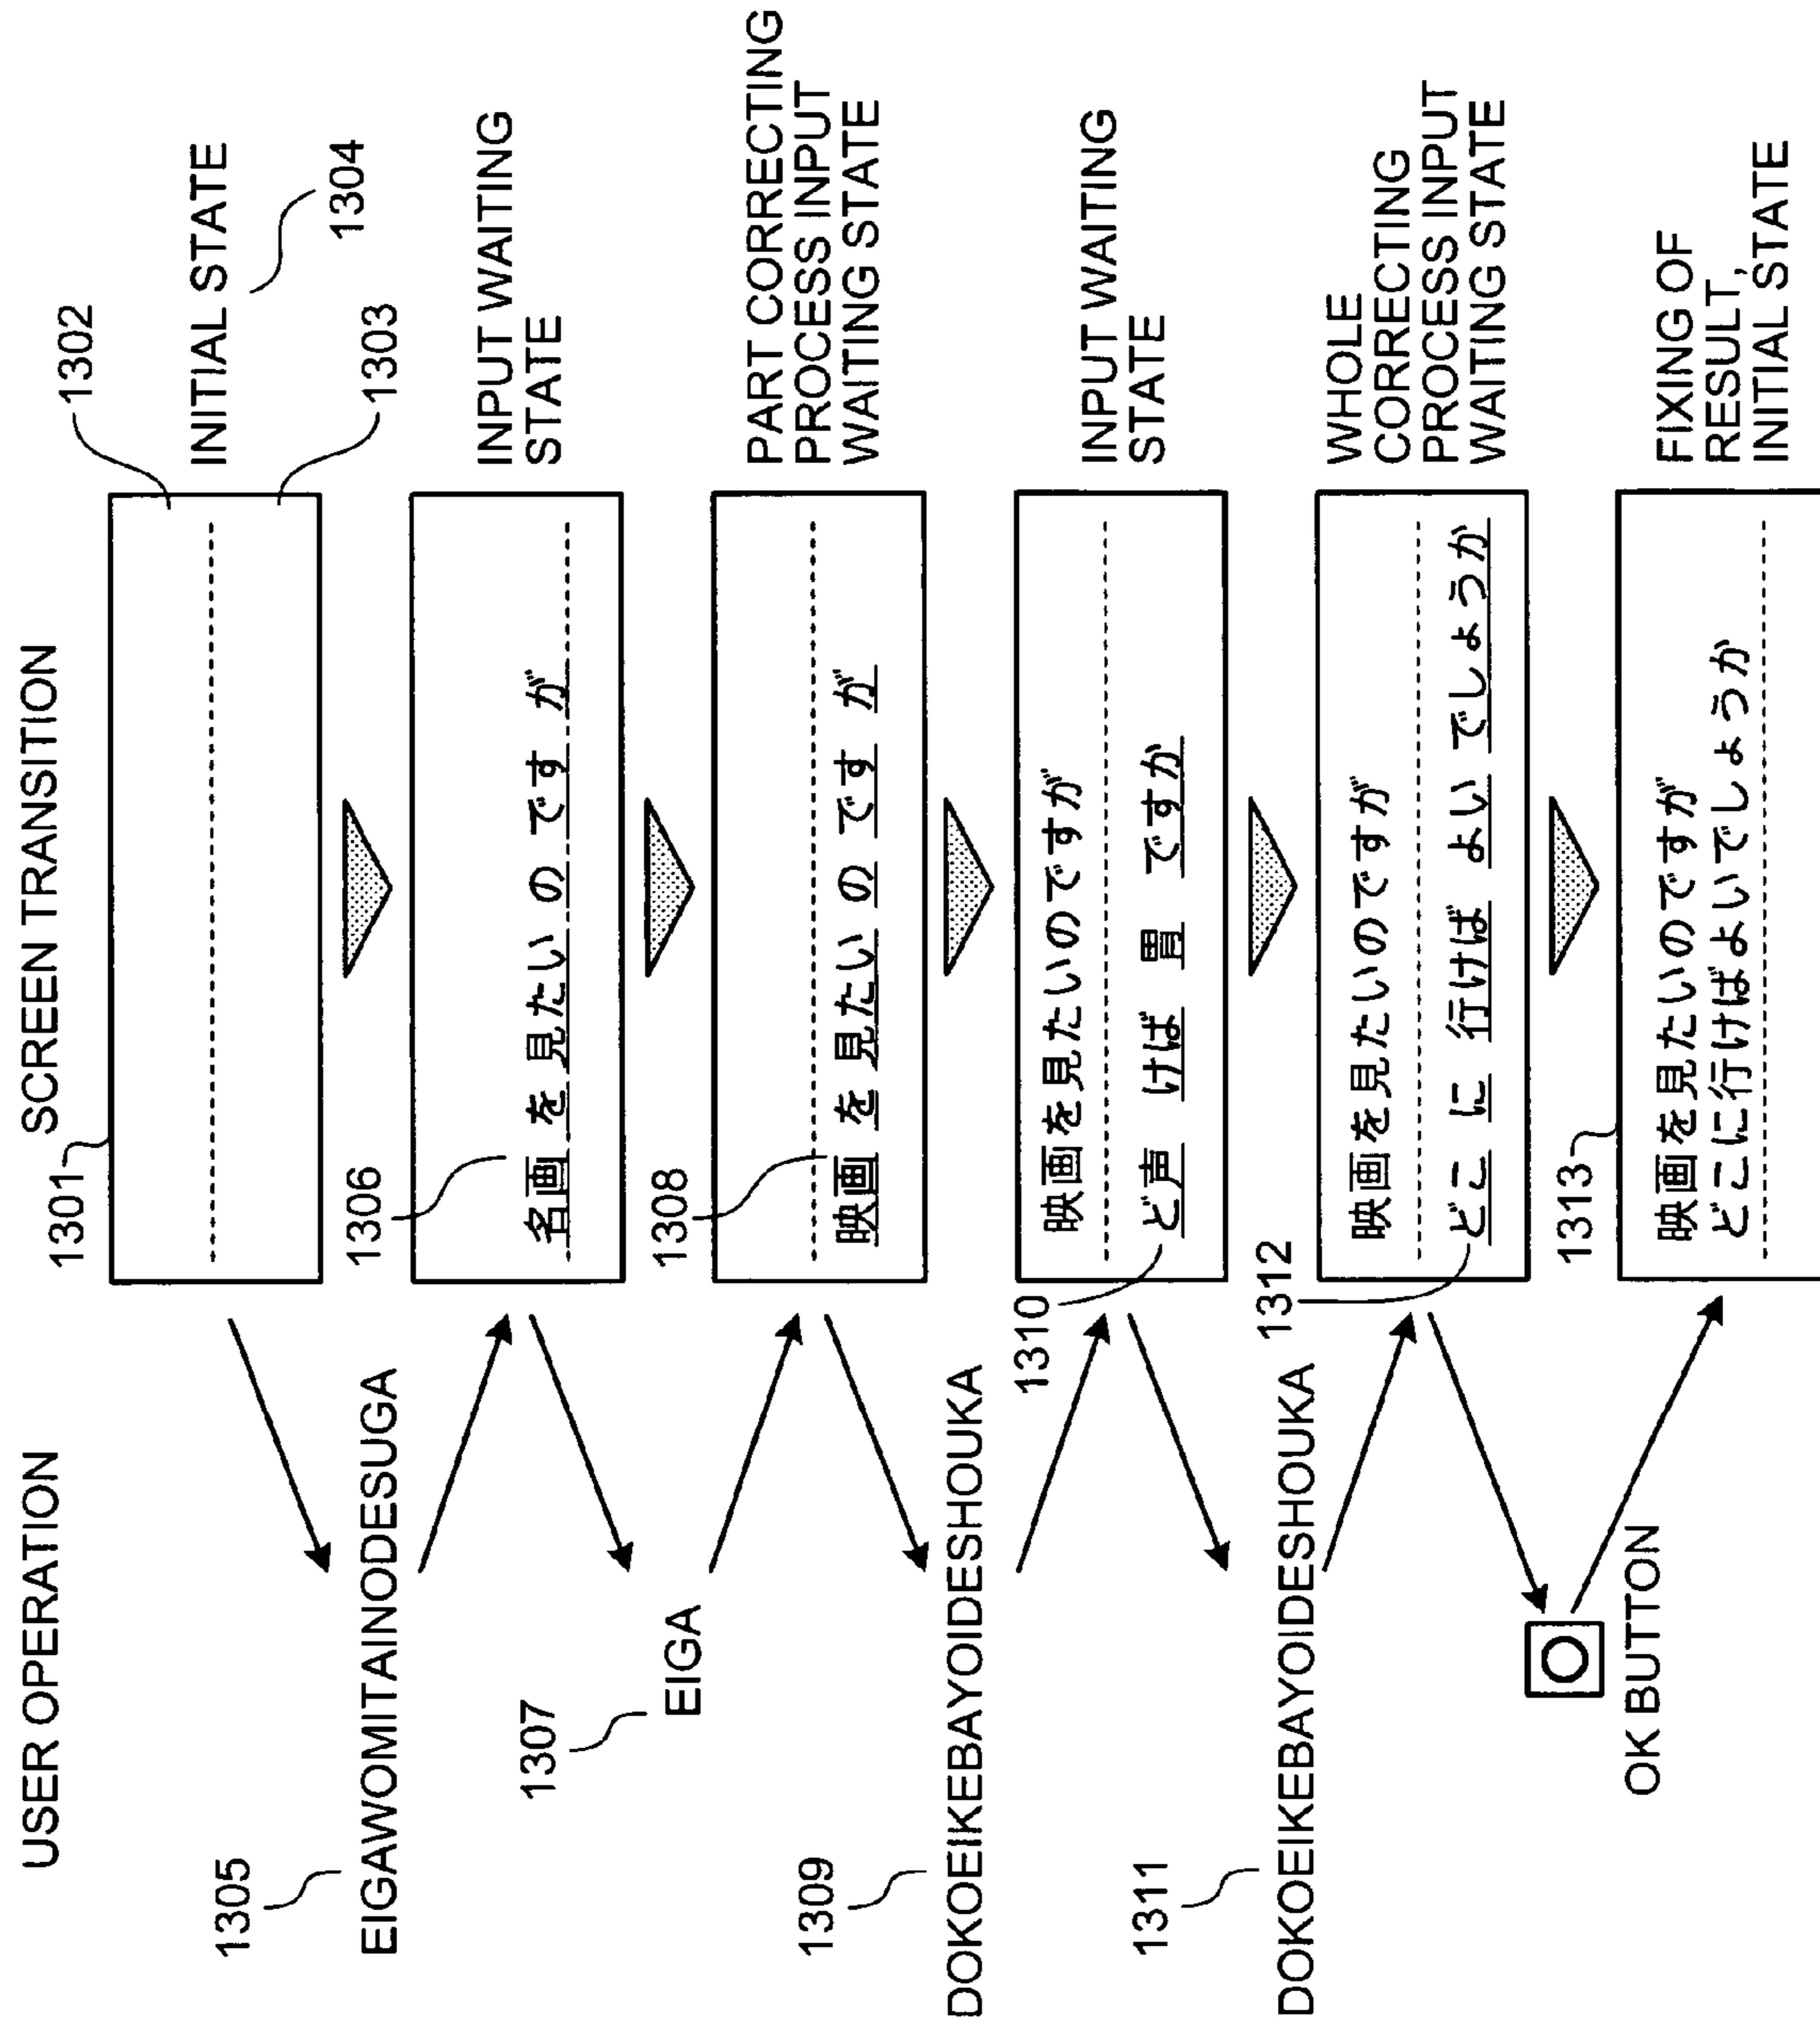 USER OPERATION
SCREEN TRANSITION
1301
1302
INITIAL STATE
1303
1304
1305
EIGAWOMITAINODESUGA
1306
名画 を 見たい の です が
INPUT WAITING
STATE
1307
EIGA
1308
映画 を 見たい の です が
PART CORRECTING
PROCESS INPUT
WAITING STATE
1309
DOKOEIKEBAYOIDESHOUKA
1310
映画を見たいのですが
ど声 けば 胃 ですか
INPUT WAITING
STATE
1311
DOKOEIKEBAYOIDESHOUKA
1312
映画を見たいのですが
どこ に 行けば よい でしょうか
WHOLE
CORRECTING
PROCESS INPUT
WAITING STATE
OK BUTTON
1313
映画を見たいのですが
どこに行けばよいでしょうか
FIXING OF
RESULT,
INITIAL STATE